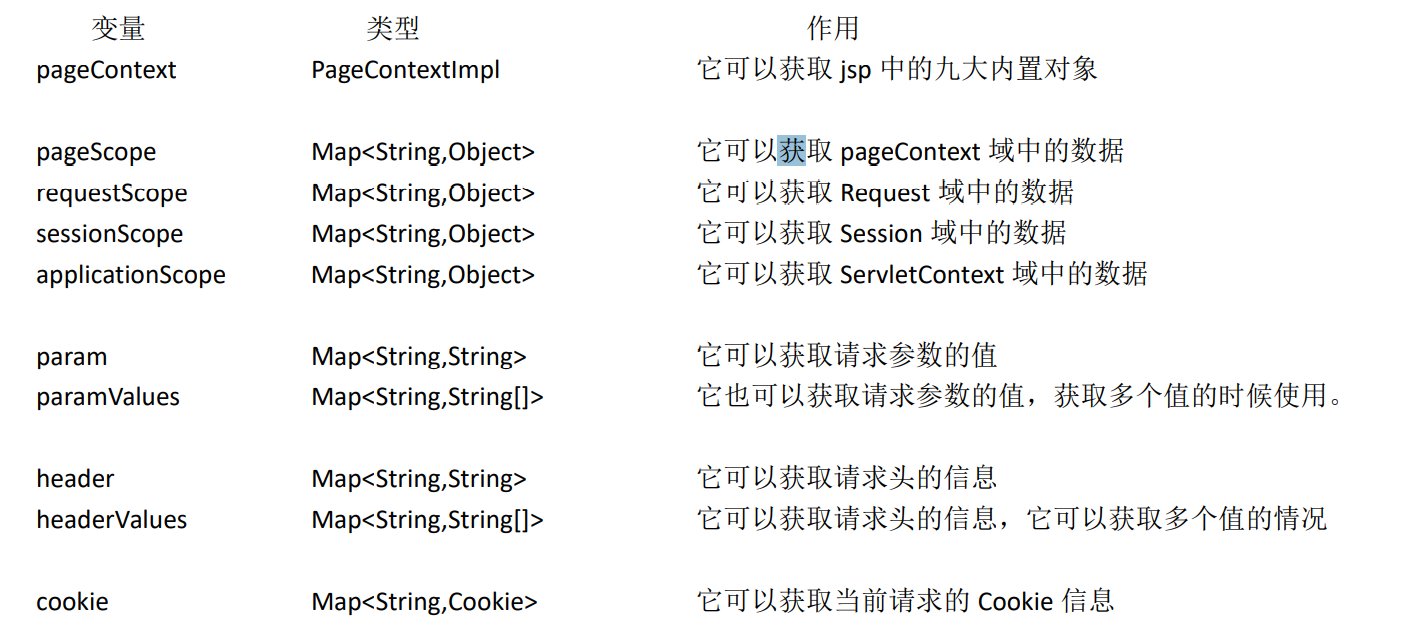 变量 类型 作用
pageContext PageContextImpl 它可以获取 jsp 中的九大内置对象
pageScope Map<String,Object> 它可以获取 pageContext 域中的数据
requestScope Map<String,Object> 它可以获取 Request 域中的数据
sessionScope Map<String,Object> 它可以获取 Session 域中的数据
applicationScope Map<String,Object> 它可以获取 ServletContext 域中的数据
param Map<String,String> 它可以获取请求参数的值
paramValues Map<String,String[]> 它也可以获取请求参数的值，获取多个值的时候使用。
header Map<String,String> 它可以获取请求头的信息
headerValues Map<String,String[]> 它可以获取请求头的信息，它可以获取多个值的情况
cookie Map<String,Cookie> 它可以获取当前请求的 Cookie 信息